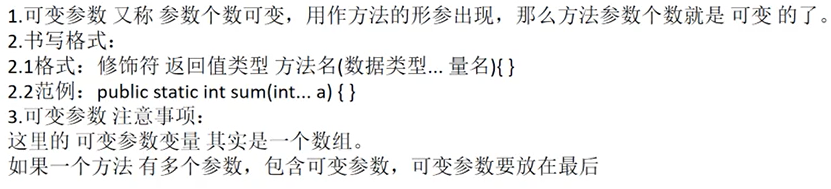 1.可变参数 又称 参数个数可变，用作方法的形参出现，那么方法参数个数就是 可变 的了。
2.书写格式：
2.1格式：修饰符 返回值类型 方法名(数据类型... 量名){ }
2.2范例：public static int sum(int... a) { }
3.可变参数 注意事项：
这里的 可变参数变量 其实是一个数组。
如果一个方法 有多个参数，包含可变参数，可变参数要放在最后